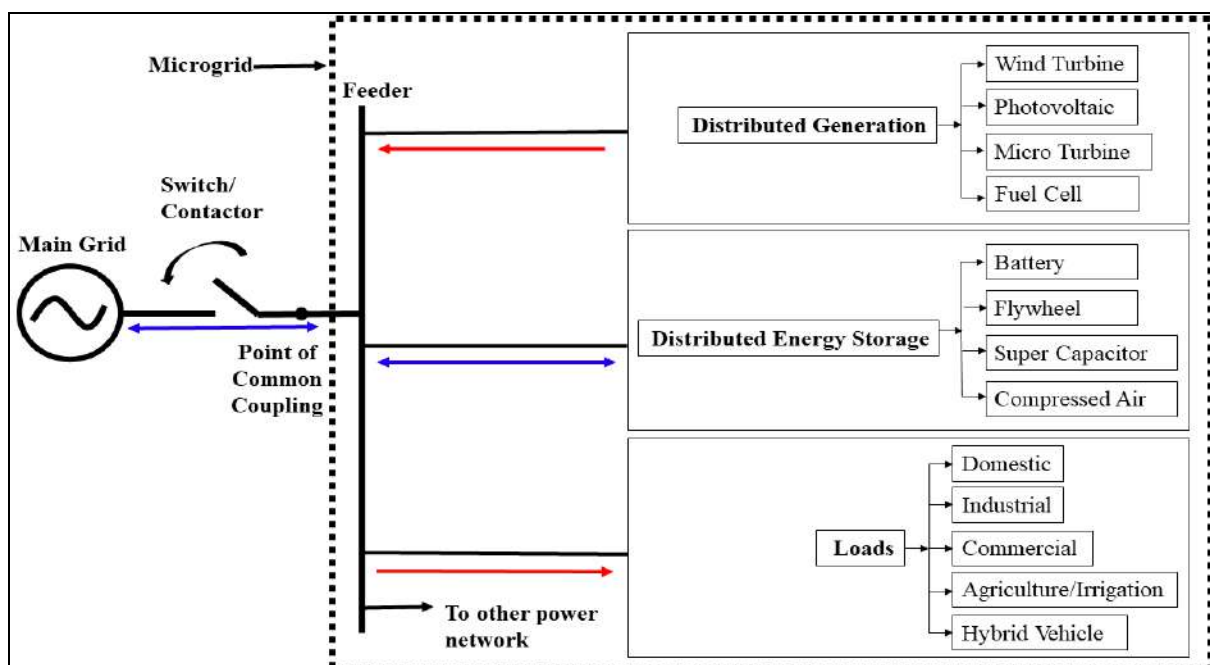 Microgrid
Feeder
Switch/
Contactor
Main Grid
Point of
Common
Coupling
To other power
network
Distributed Generation
Wind Turbine
Photovoltaic
Micro Turbine
Fuel Cell
Distributed Energy Storage
Battery
Flywheel
Super Capacitor
Compressed Air
Loads
Domestic
Industrial
Commercial
Agriculture/Irrigation
Hybrid Vehicle